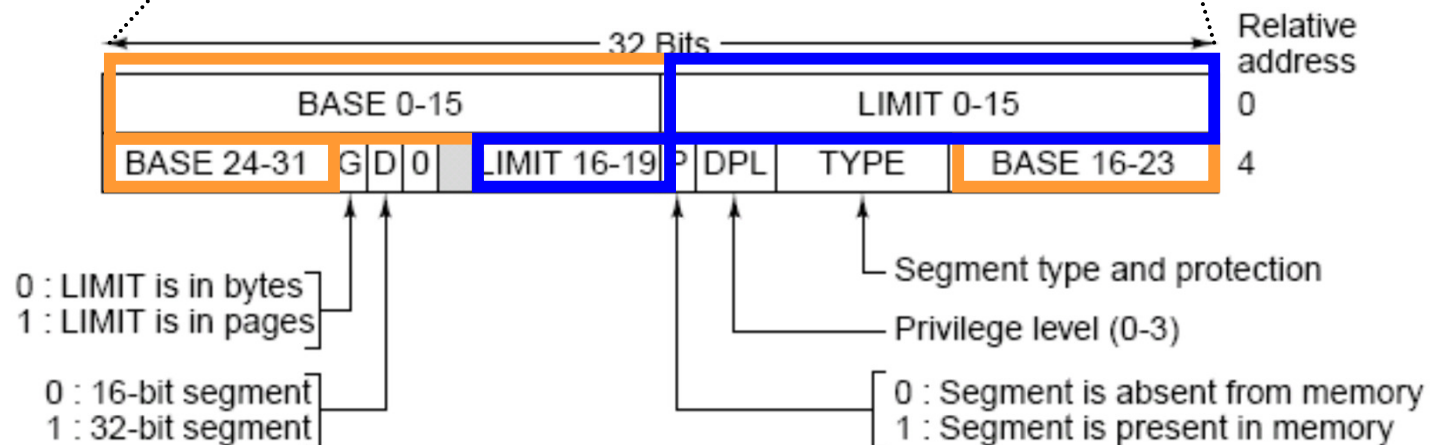 32 Bits
Relative
address
BASE 0-15 LIMIT 0-15 0
BASE 24-31 G D 0 LIMIT 16-19 P DPL TYPE BASE 16-23 4
0 : LIMIT is in bytes
1 : LIMIT is in pages
0 : 16-bit segment
1 : 32-bit segment
Segment type and protection
Privilege level (0-3)
0 : Segment is absent from memory
1 : Segment is present in memory